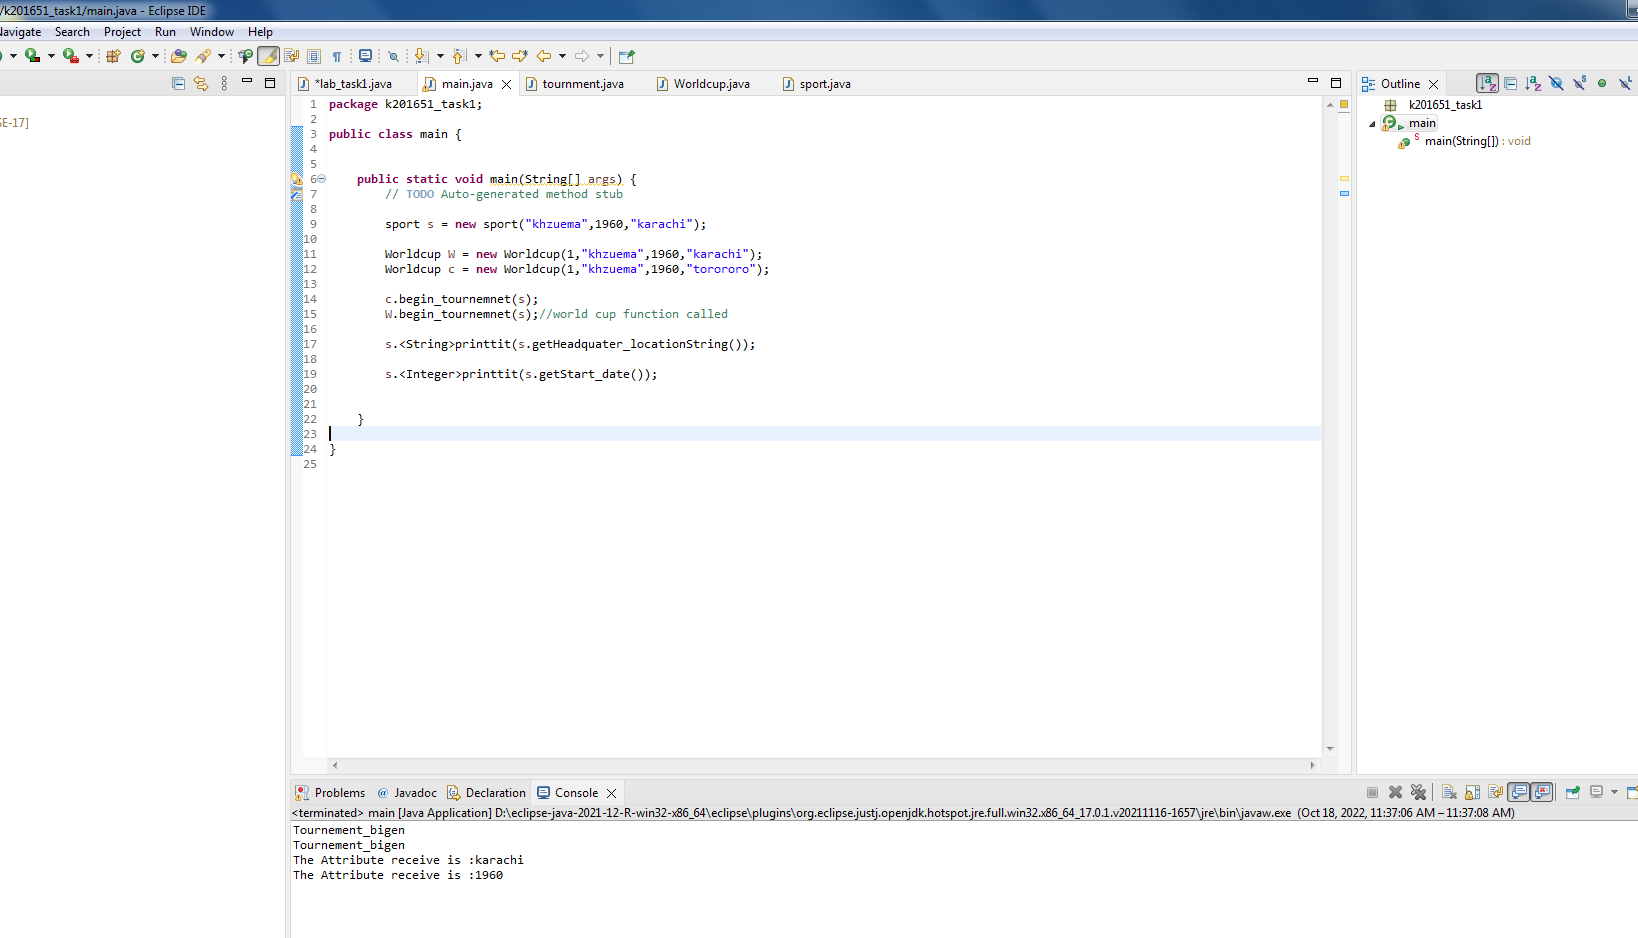 /k201651_task1/main.java - Eclipse IDE
Navigate Search Project Run Window Help
*lab_task1.java main.java tournment.java Worldcup.java sport.java
Outline
SE-17]
k201651_task1
main
main(String[]) : void
1 package k201651_task1;
2
3 public class main {
4
5
6 public static void main(String[] args) {
7 // TODO Auto-generated method stub
8
9 sport s = new sport("khzuema",1960,"karachi");
10
11 Worldcup W = new Worldcup(1,"khzuema",1960,"karachi");
12 Worldcup c = new Worldcup(1,"khzuema",1960,"torororo");
13
14 c.begin_tournemnet(s);
15 W.begin_tournemnet(s);//world cup function called
16
17 s.<String>printtit(s.getHeadquater_locationString());
18
19 s.<Integer>printtit(s.getStart_date());
20
21
22 }
23
24 }
25
Problems @ Javadoc Declaration Console
<terminated> main [Java Application] D:\eclipse-java-2021-12-R-win32-x86_64\eclipse\plugins\org.eclipse.justj.openjdk.hotspot.jre.full.win32.x86_64_17.0.1.v20211116-1657\jre\bin\javaw.exe (Oct 18, 2022, 11:37:06 AM – 11:37:08 AM)
Tournement_bigen
Tournement_bigen
The Attribute receive is :karachi
The Attribute receive is :1960